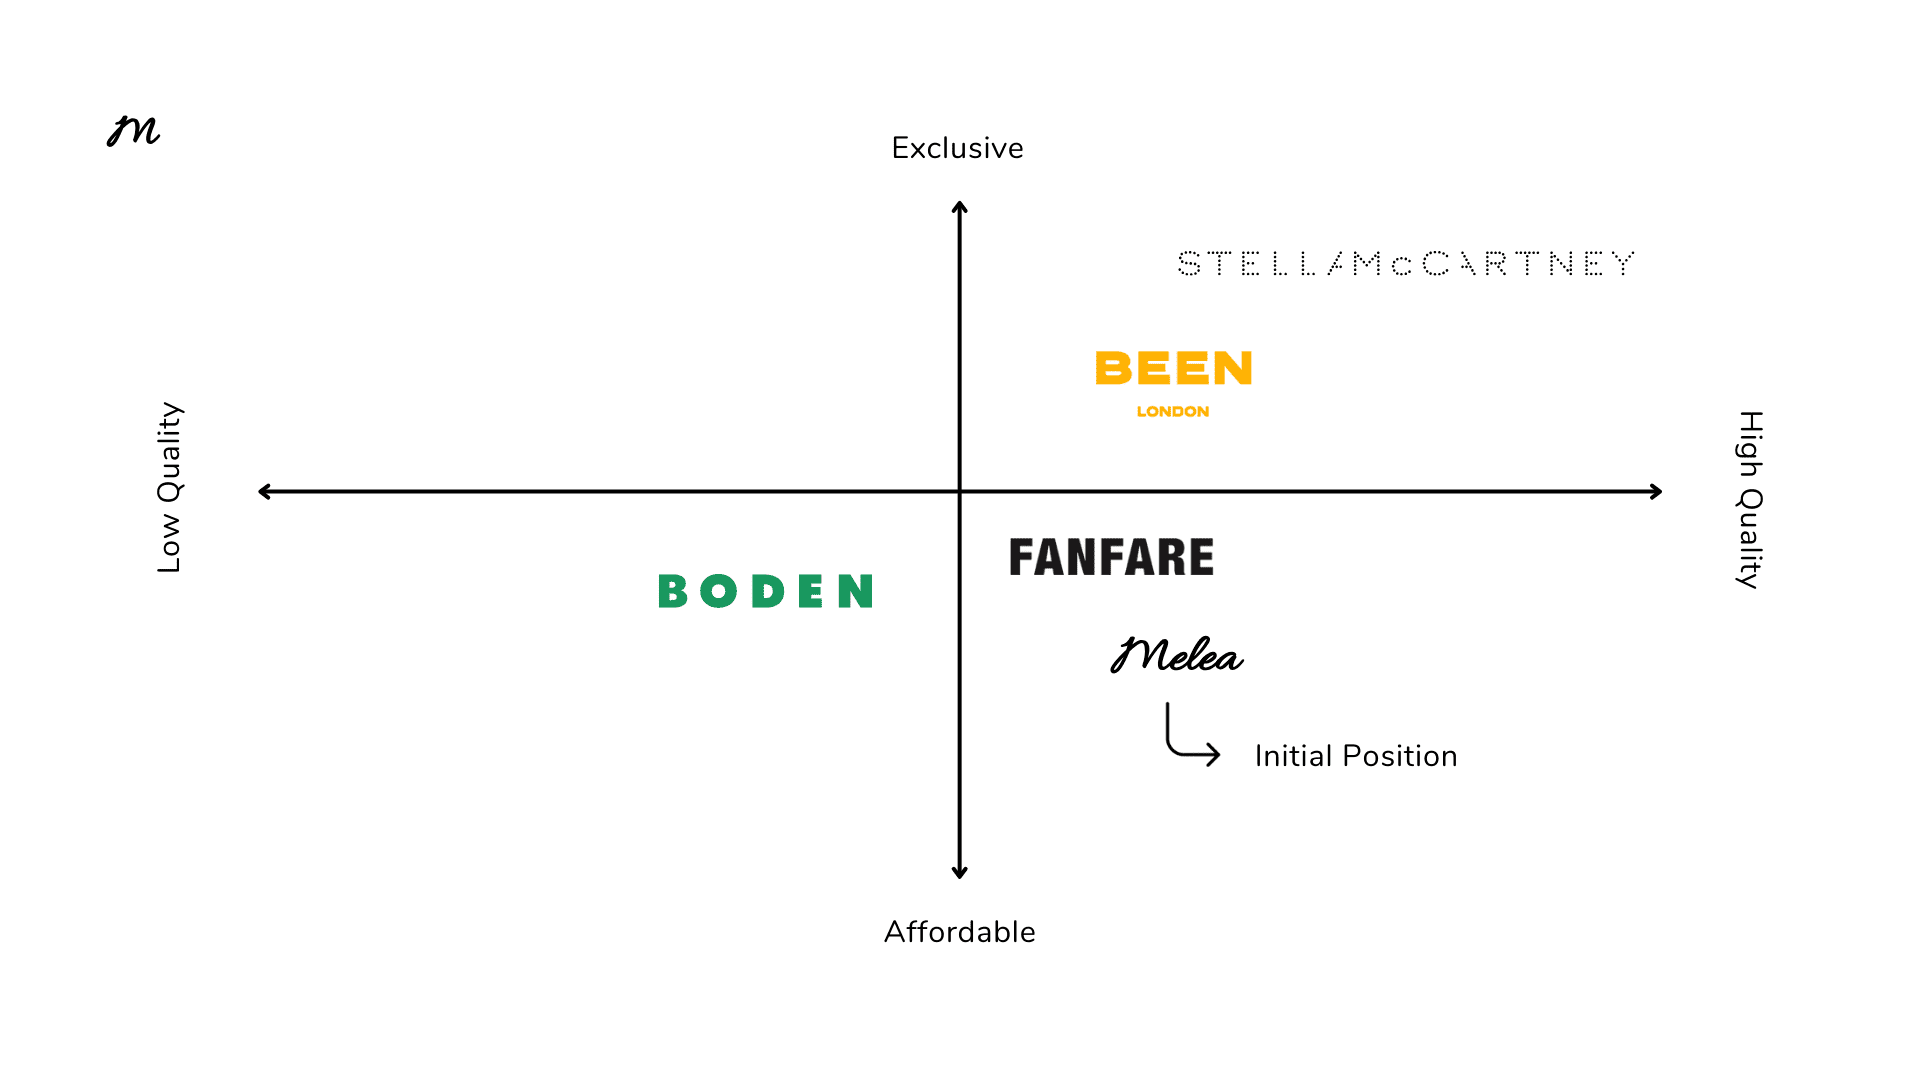 m
Exclusive
STELLA McCARTNEY
BEEN
LONDON
Low Quality
High Quality
FANFARE
BODEN
Melea
Initial Position
Affordable